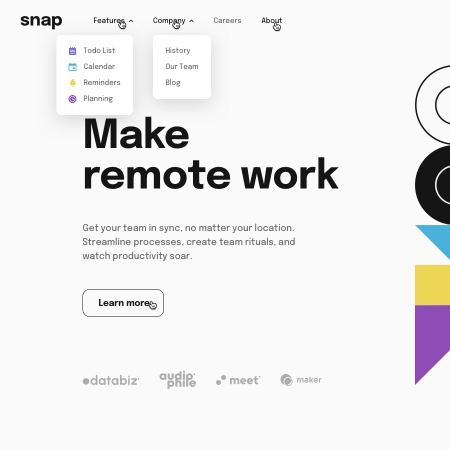 snap
Features
Company
Careers
About
Todo List
Calendar
Reminders
Planning
History
Our Team
Blog
Make
remote work
Get your team in sync, no matter your location.
Streamline processes, create team rituals, and
watch productivity soar.
Learn more
databiz
audiophile
meet
maker